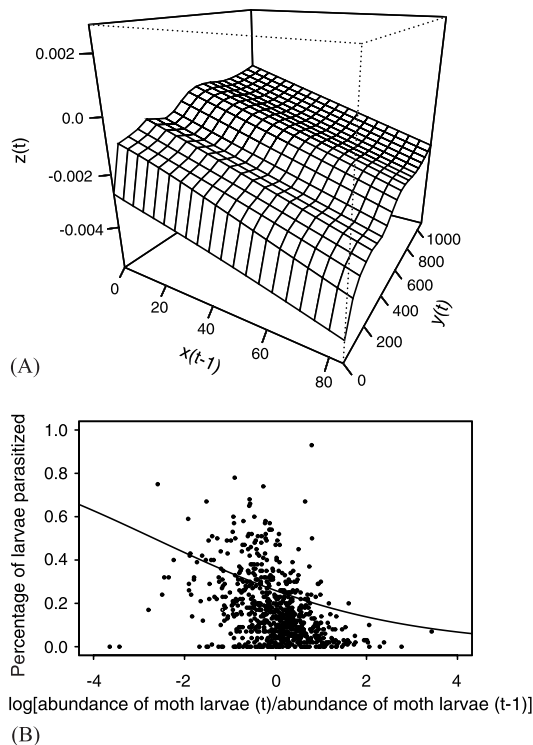 0.002
0.0
-0.002
-0.004
z(t)
0
20
40
60
80
x(t-1)
0
200
400
600
800
1000
y(t)
(A)
Percentage of larvae parasitized
1.0
0.8
0.6
0.4
0.2
0.0
-4 -2 0 2 4
log[abundance of moth larvae (t)/abundance of moth larvae (t-1)]
(B)